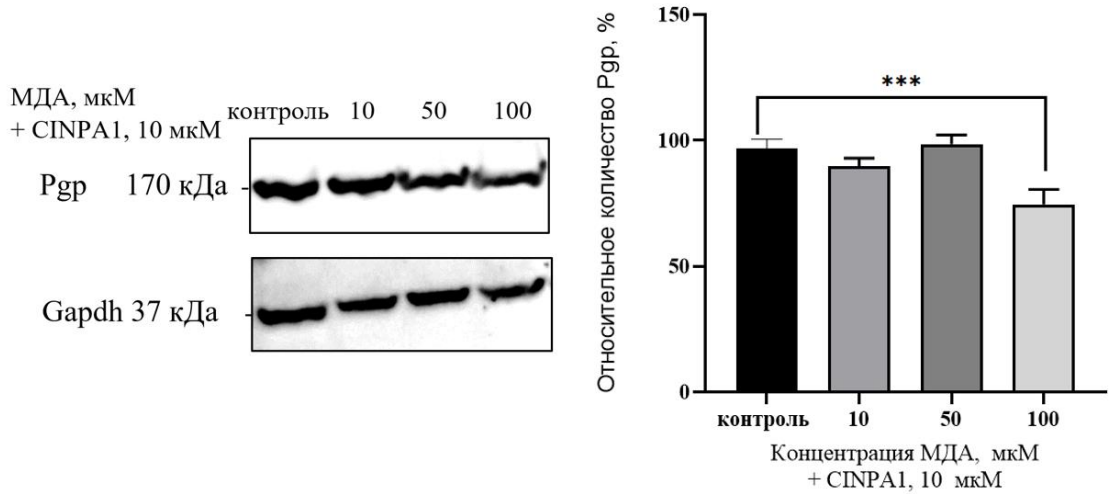 МДА, мкМ
+ CINPA1, 10 мкМ
контроль 10 50 100
Pgp 170 кДа -
Gapdh 37 кДа -
Относительное количество Pgp, %
150
100
50
0
***
контроль 10 50 100
Концентрация МДА, мкМ
+ CINPA1, 10 мкМ